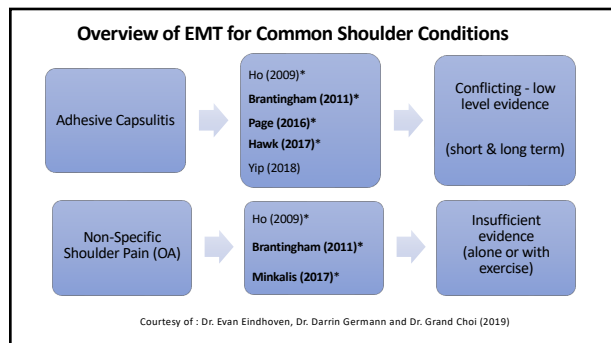 Overview of EMT for Common Shoulder Conditions
Adhesive Capsulitis
Ho (2009)*
Brantingham (2011)*
Page (2016)*
Hawk (2017)*
Yip (2018)
Conflicting - low
level evidence
(short & long term)
Non-Specific
Shoulder Pain (OA)
Ho (2009)*
Brantingham (2011)*
Minkalis (2017)*
Insufficient
evidence
(alone or with
exercise)
Courtesy of : Dr. Evan Eindhoven, Dr. Darrin Germann and Dr. Grand Choi (2019)